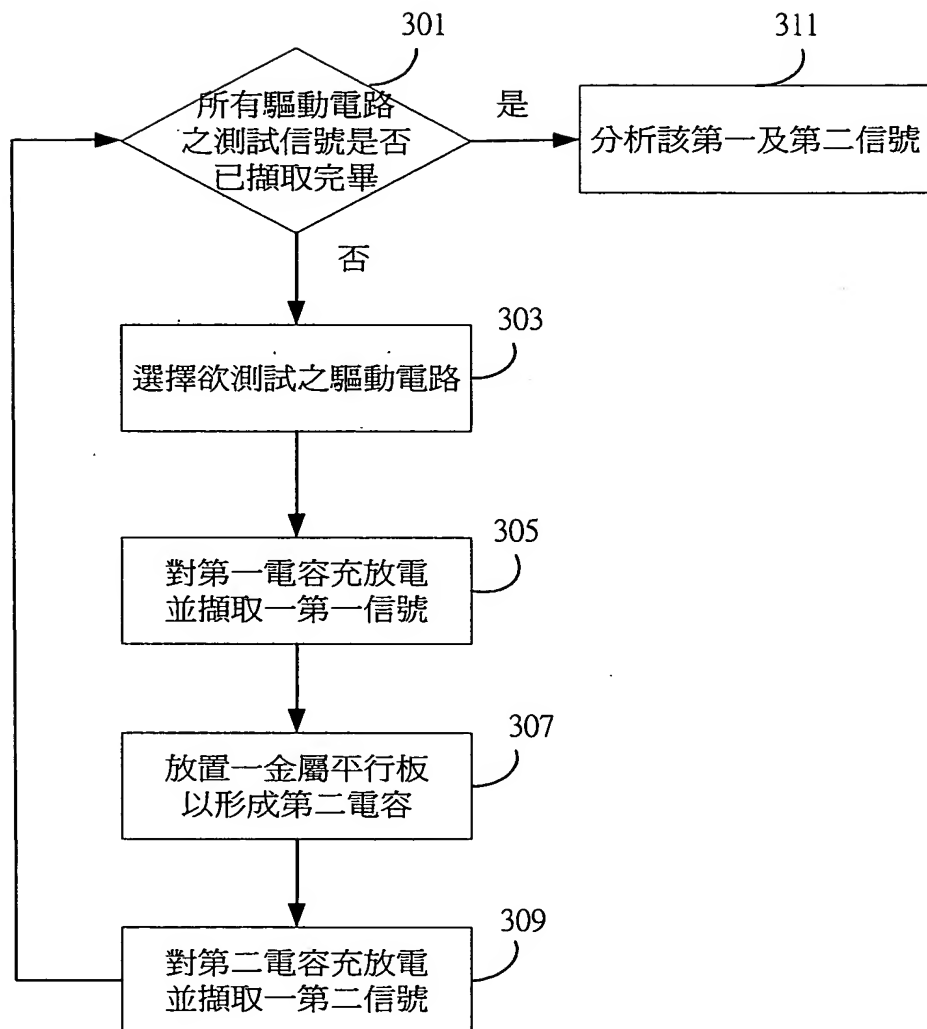 301
所有驅動電路
之測試信號是否
已擷取完畢
是
311
分析該第一及第二信號
否
303
選擇欲測試之驅動電路
305
對第一電容充放電
並擷取一第一信號
307
放置一金屬平行板
以形成第二電容
309
對第二電容充放電
並擷取一第二信號